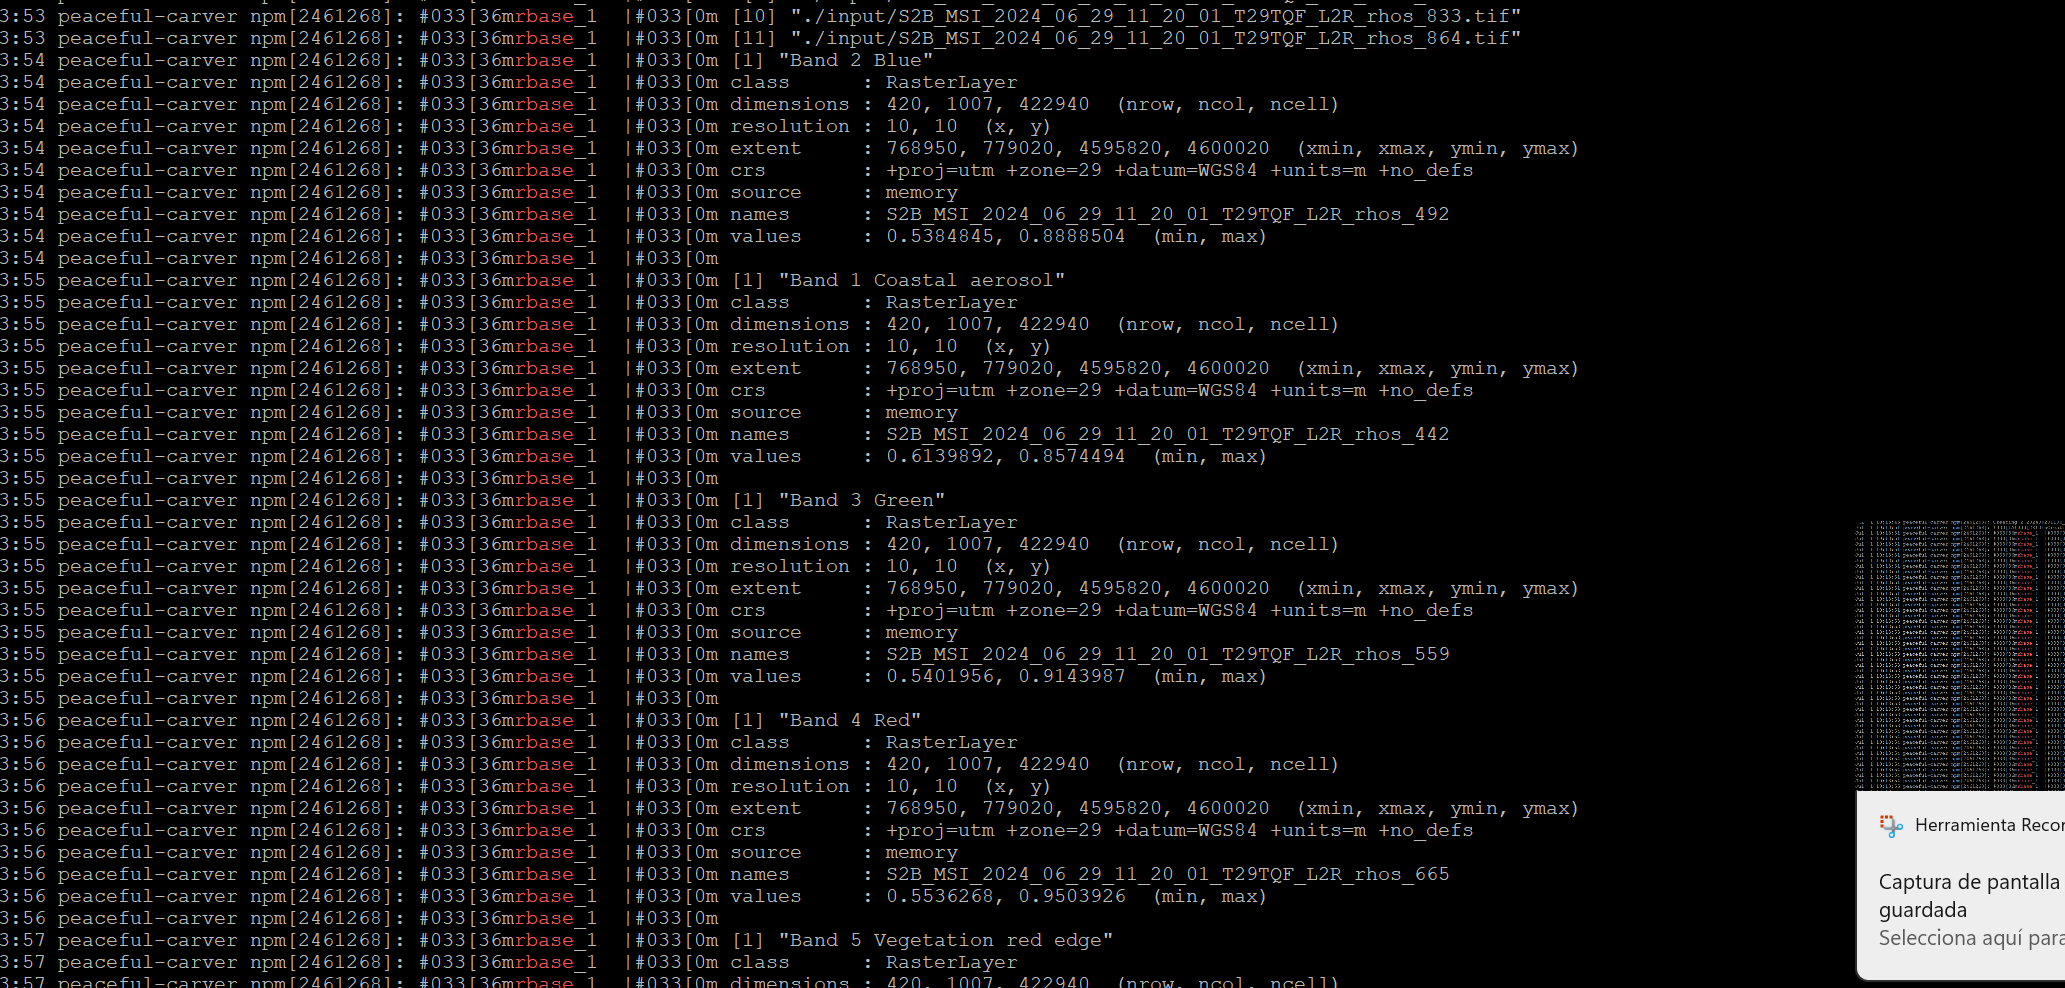 3:53 peaceful-carver npm[2461268]: #033[36mrbase_1  |#033[0m [10] "./input/S2B_MSI_2024_06_29_11_20_01_T29TQF_L2R_rhos_833.tif"
3:53 peaceful-carver npm[2461268]: #033[36mrbase_1  |#033[0m [11] "./input/S2B_MSI_2024_06_29_11_20_01_T29TQF_L2R_rhos_864.tif"
3:54 peaceful-carver npm[2461268]: #033[36mrbase_1  |#033[0m [1] "Band 2 Blue"
3:54 peaceful-carver npm[2461268]: #033[36mrbase_1  |#033[0m class      : RasterLayer
3:54 peaceful-carver npm[2461268]: #033[36mrbase_1  |#033[0m dimensions : 420, 1007, 422940  (nrow, ncol, ncell)
3:54 peaceful-carver npm[2461268]: #033[36mrbase_1  |#033[0m resolution : 10, 10  (x, y)
3:54 peaceful-carver npm[2461268]: #033[36mrbase_1  |#033[0m extent     : 768950, 779020, 4595820, 4600020  (xmin, xmax, ymin, ymax)
3:54 peaceful-carver npm[2461268]: #033[36mrbase_1  |#033[0m crs        : +proj=utm +zone=29 +datum=WGS84 +units=m +no_defs
3:54 peaceful-carver npm[2461268]: #033[36mrbase_1  |#033[0m source     : memory
3:54 peaceful-carver npm[2461268]: #033[36mrbase_1  |#033[0m names      : S2B_MSI_2024_06_29_11_20_01_T29TQF_L2R_rhos_492
3:54 peaceful-carver npm[2461268]: #033[36mrbase_1  |#033[0m values     : 0.5384845, 0.8888504  (min, max)
3:54 peaceful-carver npm[2461268]: #033[36mrbase_1  |#033[0m
3:55 peaceful-carver npm[2461268]: #033[36mrbase_1  |#033[0m [1] "Band 1 Coastal aerosol"
3:55 peaceful-carver npm[2461268]: #033[36mrbase_1  |#033[0m class      : RasterLayer
3:55 peaceful-carver npm[2461268]: #033[36mrbase_1  |#033[0m dimensions : 420, 1007, 422940  (nrow, ncol, ncell)
3:55 peaceful-carver npm[2461268]: #033[36mrbase_1  |#033[0m resolution : 10, 10  (x, y)
3:55 peaceful-carver npm[2461268]: #033[36mrbase_1  |#033[0m extent     : 768950, 779020, 4595820, 4600020  (xmin, xmax, ymin, ymax)
3:55 peaceful-carver npm[2461268]: #033[36mrbase_1  |#033[0m crs        : +proj=utm +zone=29 +datum=WGS84 +units=m +no_defs
3:55 peaceful-carver npm[2461268]: #033[36mrbase_1  |#033[0m source     : memory
3:55 peaceful-carver npm[2461268]: #033[36mrbase_1  |#033[0m names      : S2B_MSI_2024_06_29_11_20_01_T29TQF_L2R_rhos_442
3:55 peaceful-carver npm[2461268]: #033[36mrbase_1  |#033[0m values     : 0.6139892, 0.8574494  (min, max)
3:55 peaceful-carver npm[2461268]: #033[36mrbase_1  |#033[0m
3:55 peaceful-carver npm[2461268]: #033[36mrbase_1  |#033[0m [1] "Band 3 Green"
3:55 peaceful-carver npm[2461268]: #033[36mrbase_1  |#033[0m class      : RasterLayer
3:55 peaceful-carver npm[2461268]: #033[36mrbase_1  |#033[0m dimensions : 420, 1007, 422940  (nrow, ncol, ncell)
3:55 peaceful-carver npm[2461268]: #033[36mrbase_1  |#033[0m resolution : 10, 10  (x, y)
3:55 peaceful-carver npm[2461268]: #033[36mrbase_1  |#033[0m extent     : 768950, 779020, 4595820, 4600020  (xmin, xmax, ymin, ymax)
3:55 peaceful-carver npm[2461268]: #033[36mrbase_1  |#033[0m crs        : +proj=utm +zone=29 +datum=WGS84 +units=m +no_defs
3:55 peaceful-carver npm[2461268]: #033[36mrbase_1  |#033[0m source     : memory
3:55 peaceful-carver npm[2461268]: #033[36mrbase_1  |#033[0m names      : S2B_MSI_2024_06_29_11_20_01_T29TQF_L2R_rhos_559
3:55 peaceful-carver npm[2461268]: #033[36mrbase_1  |#033[0m values     : 0.5401956, 0.9143987  (min, max)
3:55 peaceful-carver npm[2461268]: #033[36mrbase_1  |#033[0m
3:56 peaceful-carver npm[2461268]: #033[36mrbase_1  |#033[0m [1] "Band 4 Red"
3:56 peaceful-carver npm[2461268]: #033[36mrbase_1  |#033[0m class      : RasterLayer
3:56 peaceful-carver npm[2461268]: #033[36mrbase_1  |#033[0m dimensions : 420, 1007, 422940  (nrow, ncol, ncell)
3:56 peaceful-carver npm[2461268]: #033[36mrbase_1  |#033[0m resolution : 10, 10  (x, y)
3:56 peaceful-carver npm[2461268]: #033[36mrbase_1  |#033[0m extent     : 768950, 779020, 4595820, 4600020  (xmin, xmax, ymin, ymax)
3:56 peaceful-carver npm[2461268]: #033[36mrbase_1  |#033[0m crs        : +proj=utm +zone=29 +datum=WGS84 +units=m +no_defs
3:56 peaceful-carver npm[2461268]: #033[36mrbase_1  |#033[0m source     : memory
3:56 peaceful-carver npm[2461268]: #033[36mrbase_1  |#033[0m names      : S2B_MSI_2024_06_29_11_20_01_T29TQF_L2R_rhos_665
3:56 peaceful-carver npm[2461268]: #033[36mrbase_1  |#033[0m values     : 0.5536268, 0.9503926  (min, max)
3:56 peaceful-carver npm[2461268]: #033[36mrbase_1  |#033[0m
3:57 peaceful-carver npm[2461268]: #033[36mrbase_1  |#033[0m [1] "Band 5 Vegetation red edge"
3:57 peaceful-carver npm[2461268]: #033[36mrbase_1  |#033[0m class      : RasterLayer
3:57 peaceful-carver npm[2461268]: #033[36mrbase_1  |#033[0m dimensions : 420, 1007, 422940  (nrow, ncol, ncell)
Herramienta Recor
Captura de pantalla
guardada
Selecciona aquí para